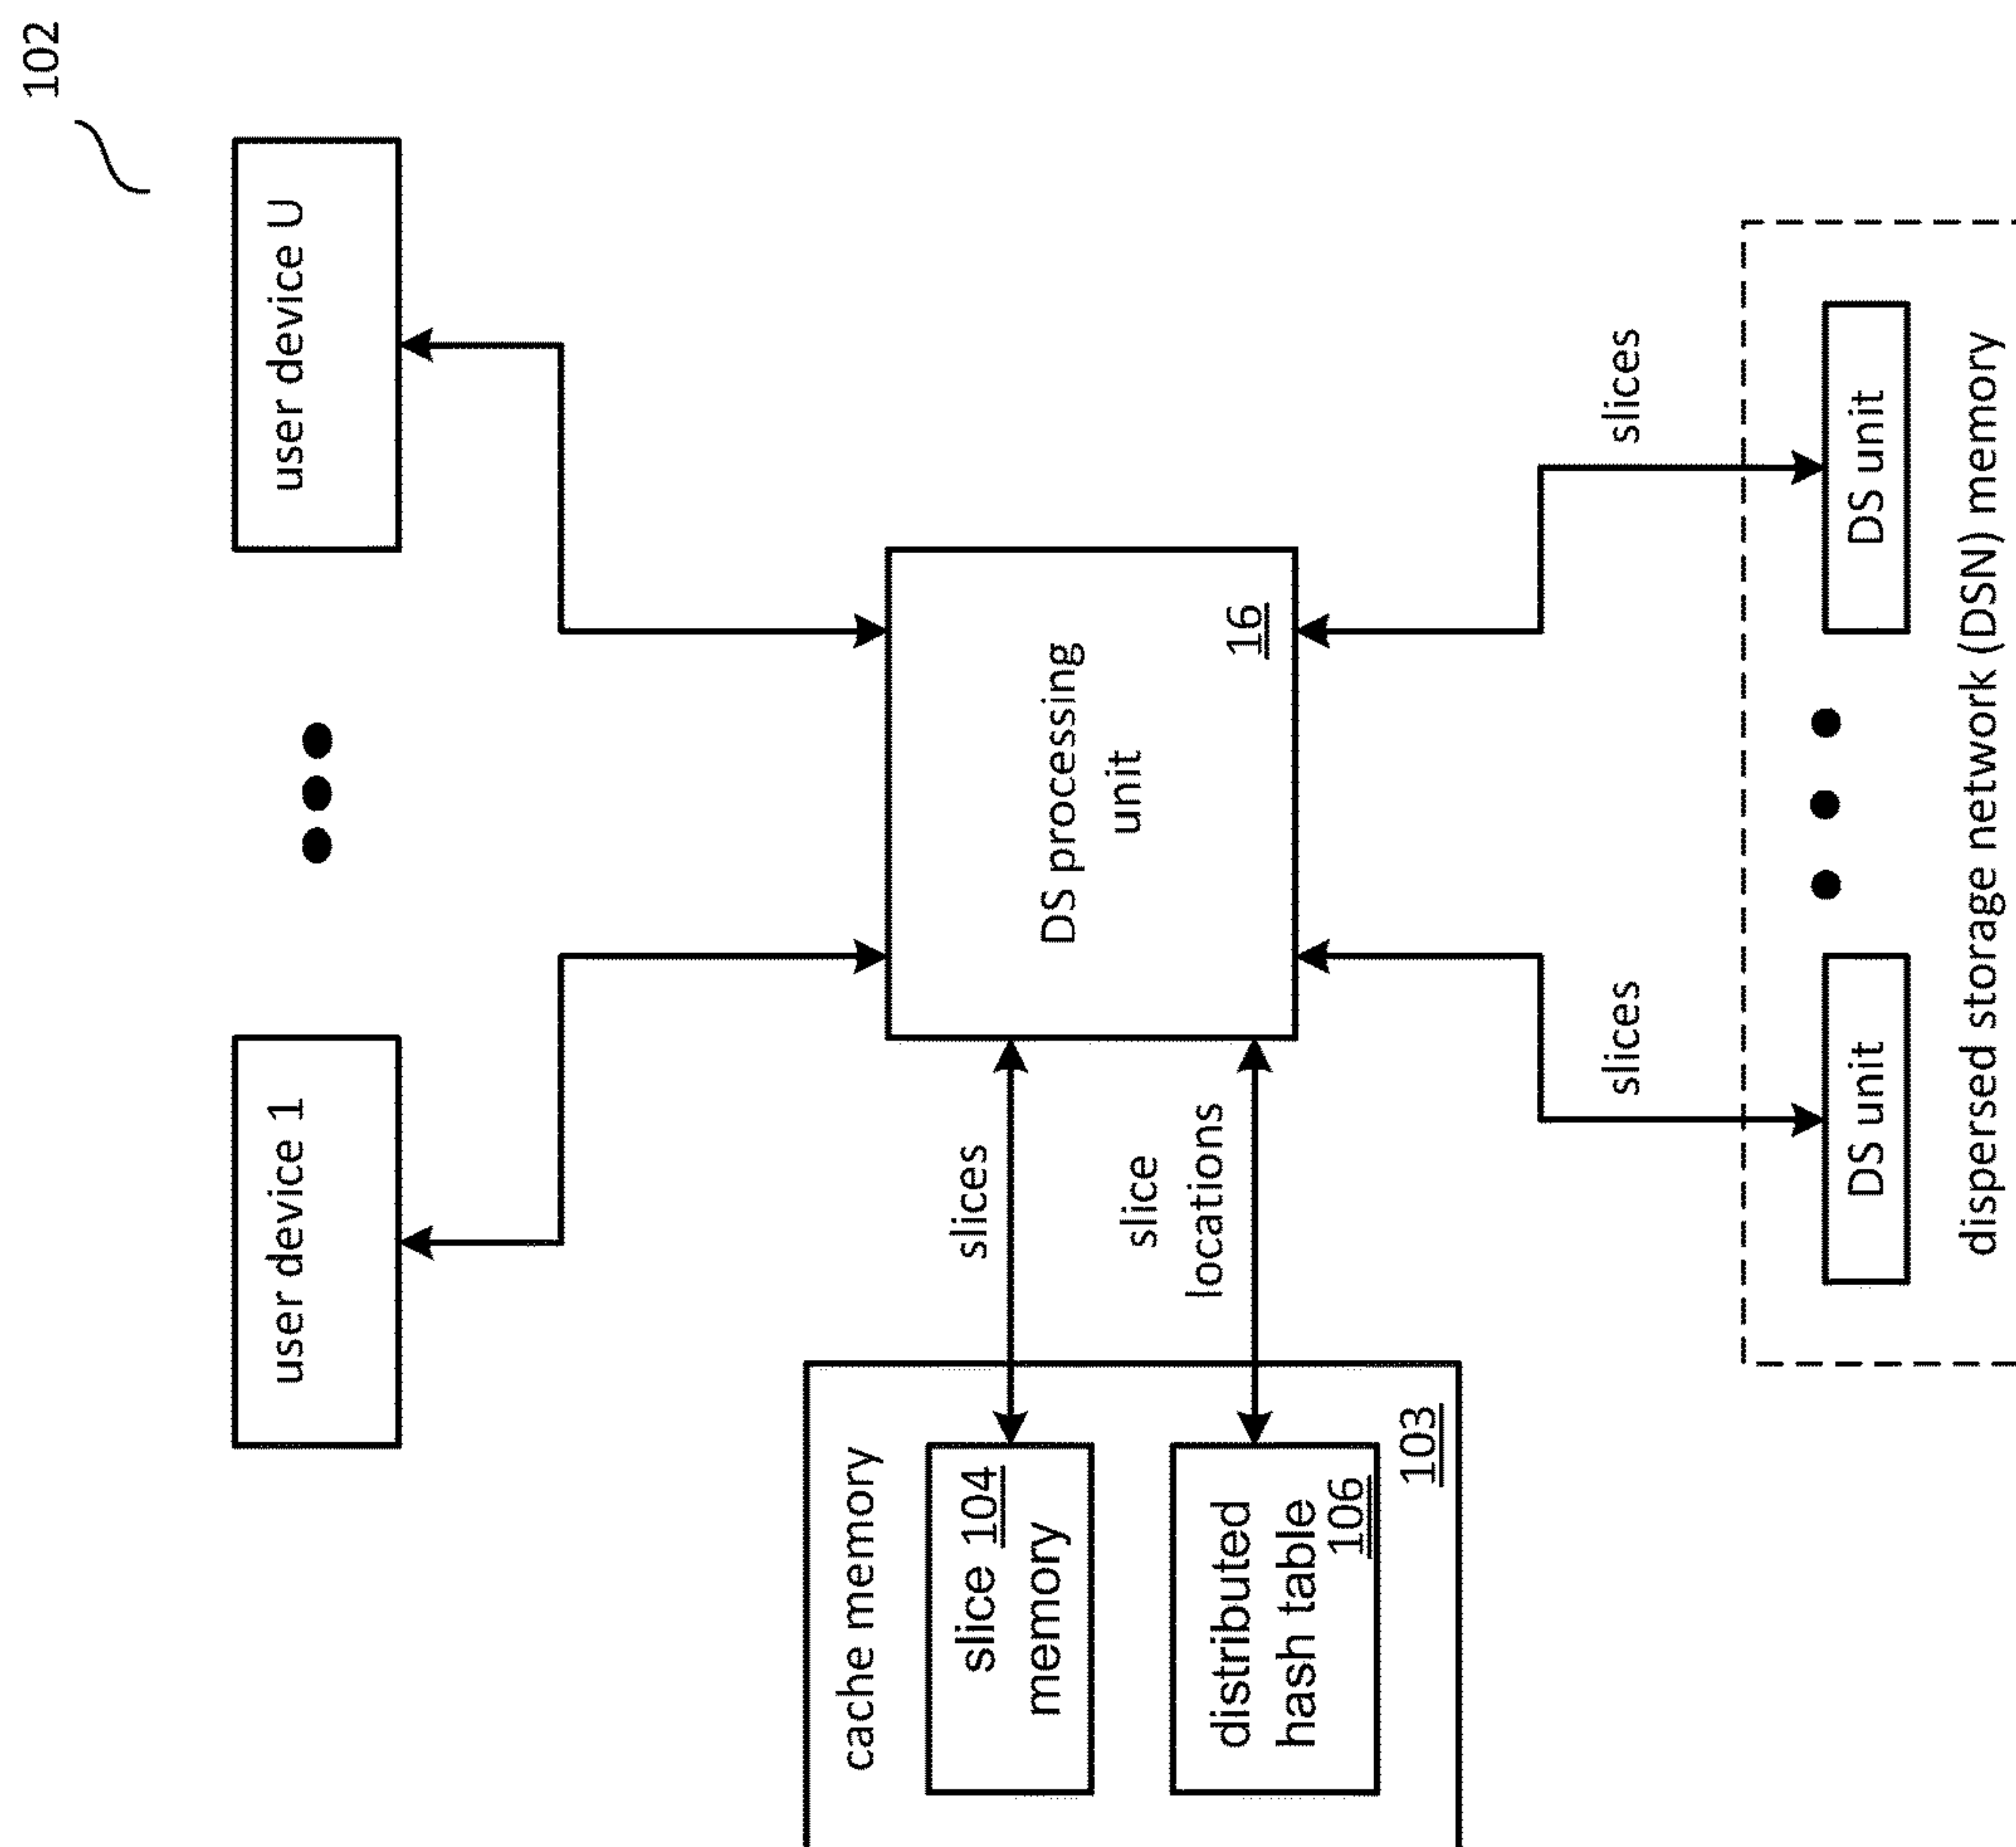 102
user device 1
user device U
cache memory
slice 104
memory
distributed
hash table
106
103
slices
slice
locations
DS processing
unit
16
slices
slices
DS unit
DS unit
dispersed storage network (DSN) memory